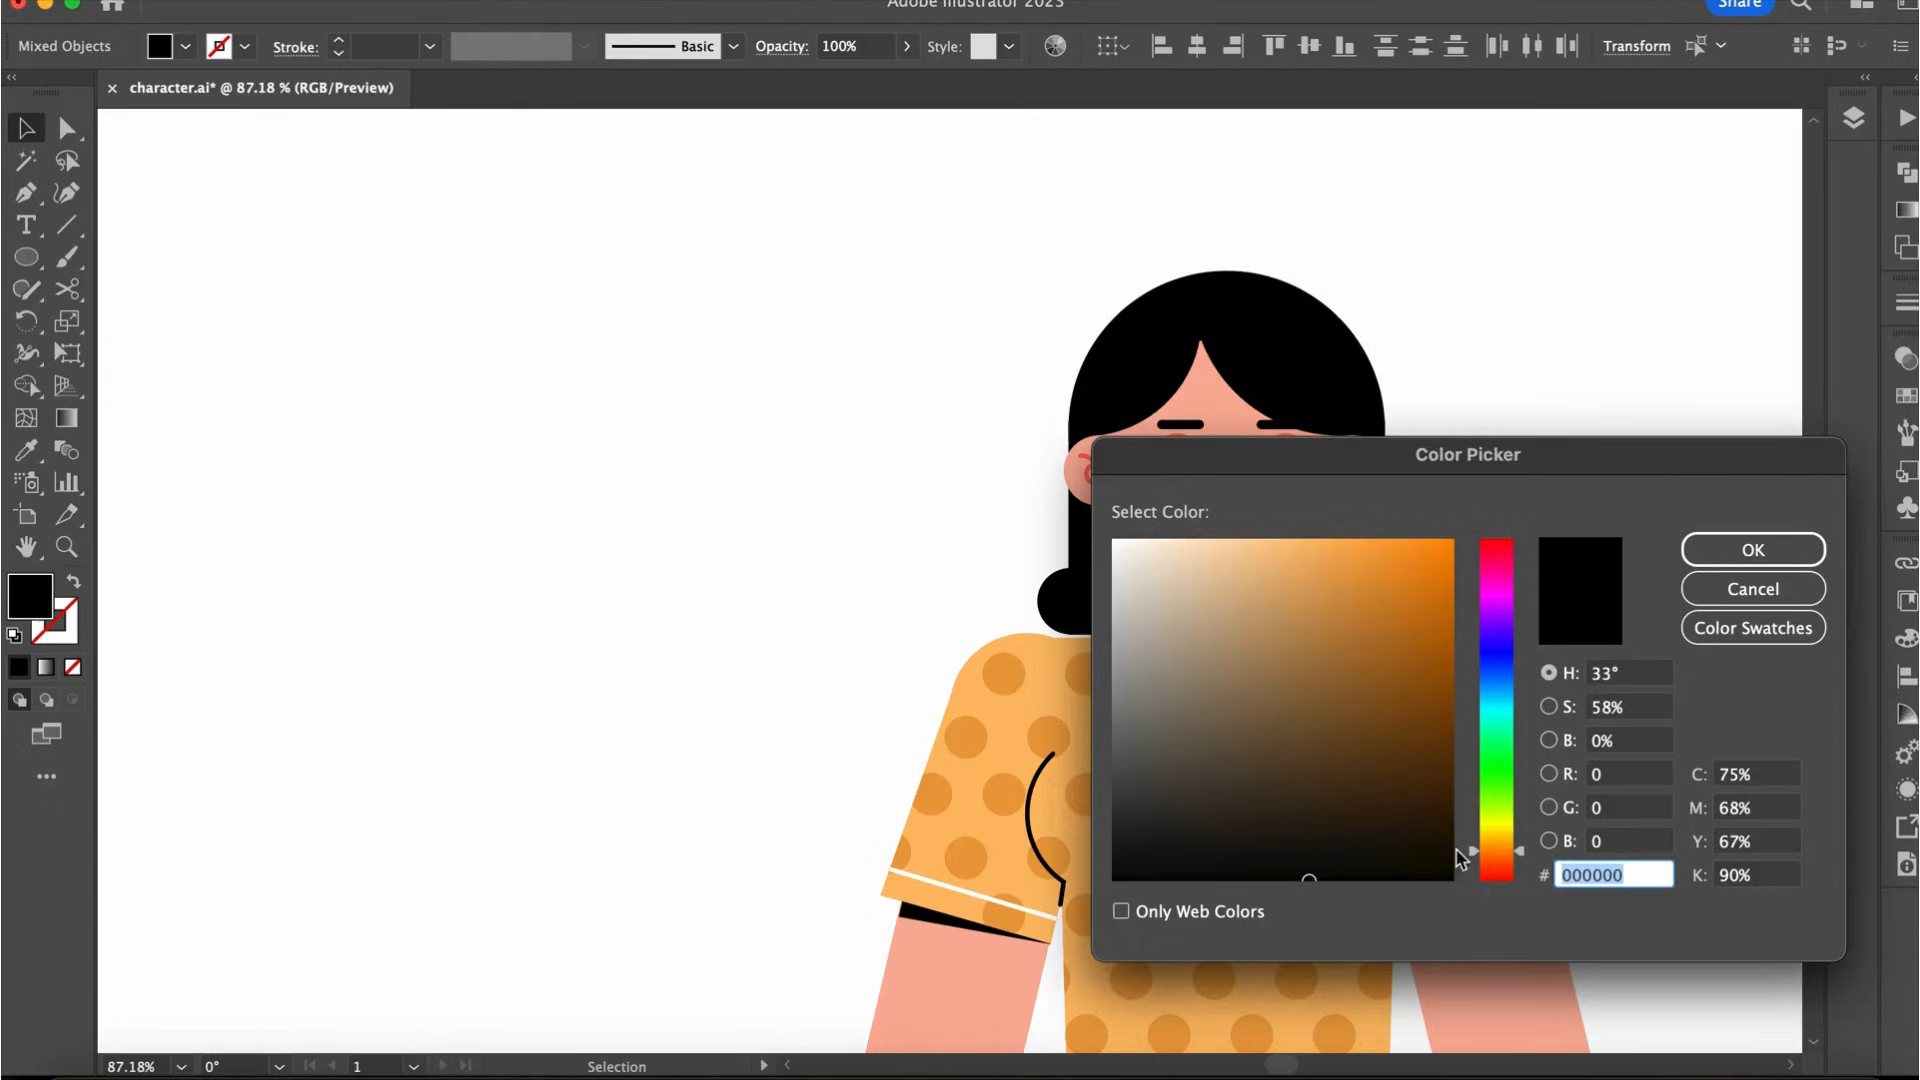 Adobe Illustrator 2023
Share
Mixed Objects
Stroke:
Basic
Opacity:
100%
Style:
Transform
character.ai* @ 87.18 % (RGB/Preview)
Color Picker
Select Color:
OK
Cancel
Color Swatches
H: 33°
S: 58%
B: 0%
R: 0
C: 75%
G: 0
M: 68%
B: 0
Y: 67%
# 000000
K: 90%
Only Web Colors
87.18%
0°
1
Selection